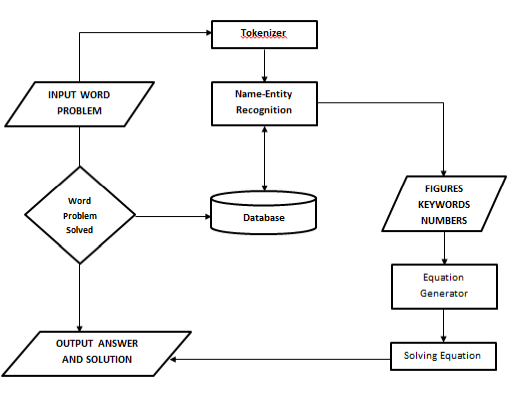 Tokenizer
INPUT WORD
PROBLEM
Name-Entity
Recognition
Word
Problem
Solved
Database
FIGURES
KEYWORDS
NUMBERS
Equation
Generator
OUTPUT ANSWER
AND SOLUTION
Solving Equation